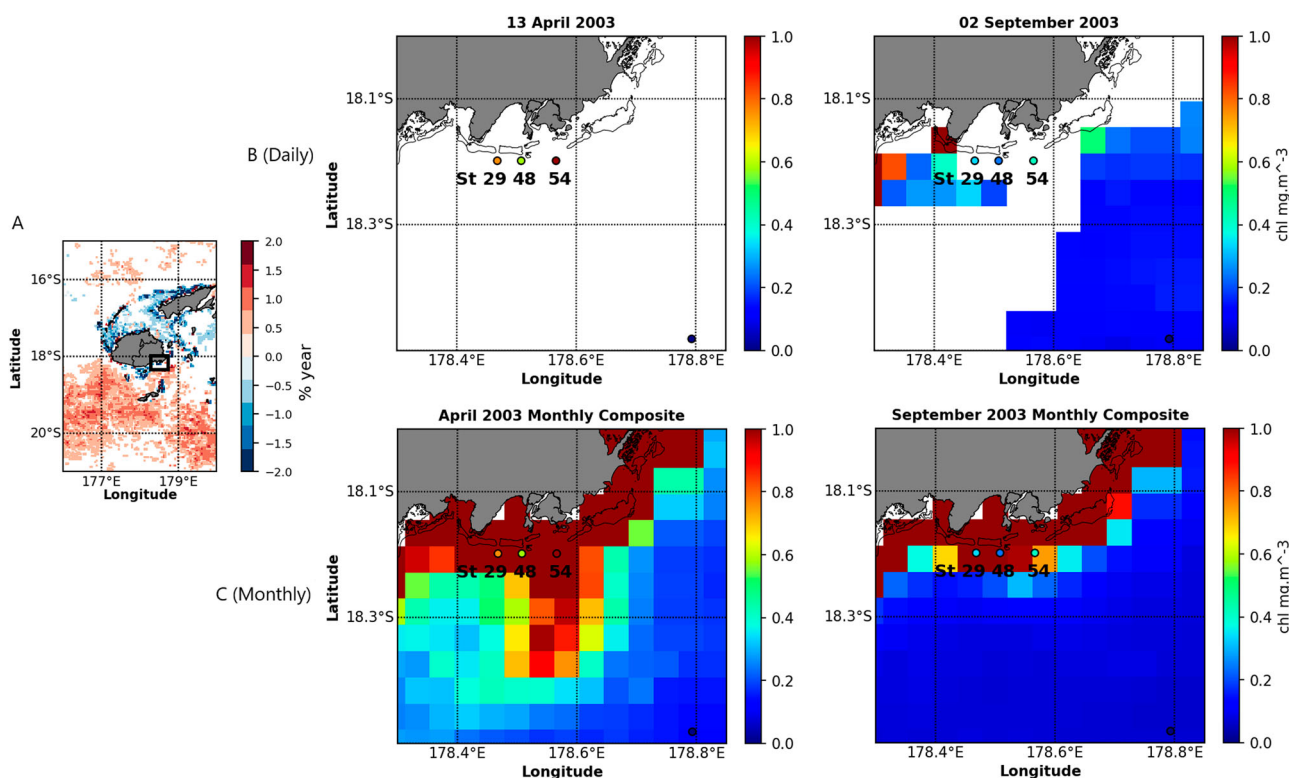 13 April 2003
02 September 2003
B (Daily)
Latitude
18.1°S
18.3°S
St 29 48 54
178.4°E
178.6°E
178.8°E
Longitude
1.0
0.8
0.6
0.4
0.2
0.0
18.1°S
18.3°S
St 29 48 54
178.4°E
178.6°E
178.8°E
Longitude
1.0
0.8
0.6
0.4
0.2
0.0
chl mg.m^-3
A
Latitude
16°S
18°S
20°S
177°E
179°E
Longitude
2.0
1.5
1.0
0.5
0.0
−0.5
−1.0
−1.5
−2.0
% year
April 2003 Monthly Composite
September 2003 Monthly Composite
C (Monthly)
Latitude
18.1°S
18.3°S
St 29 48 54
178.4°E
178.6°E
178.8°E
Longitude
1.0
0.8
0.6
0.4
0.2
0.0
18.1°S
18.3°S
St 29 48 54
178.4°E
178.6°E
178.8°E
Longitude
1.0
0.8
0.6
0.4
0.2
0.0
chl mg.m^-3